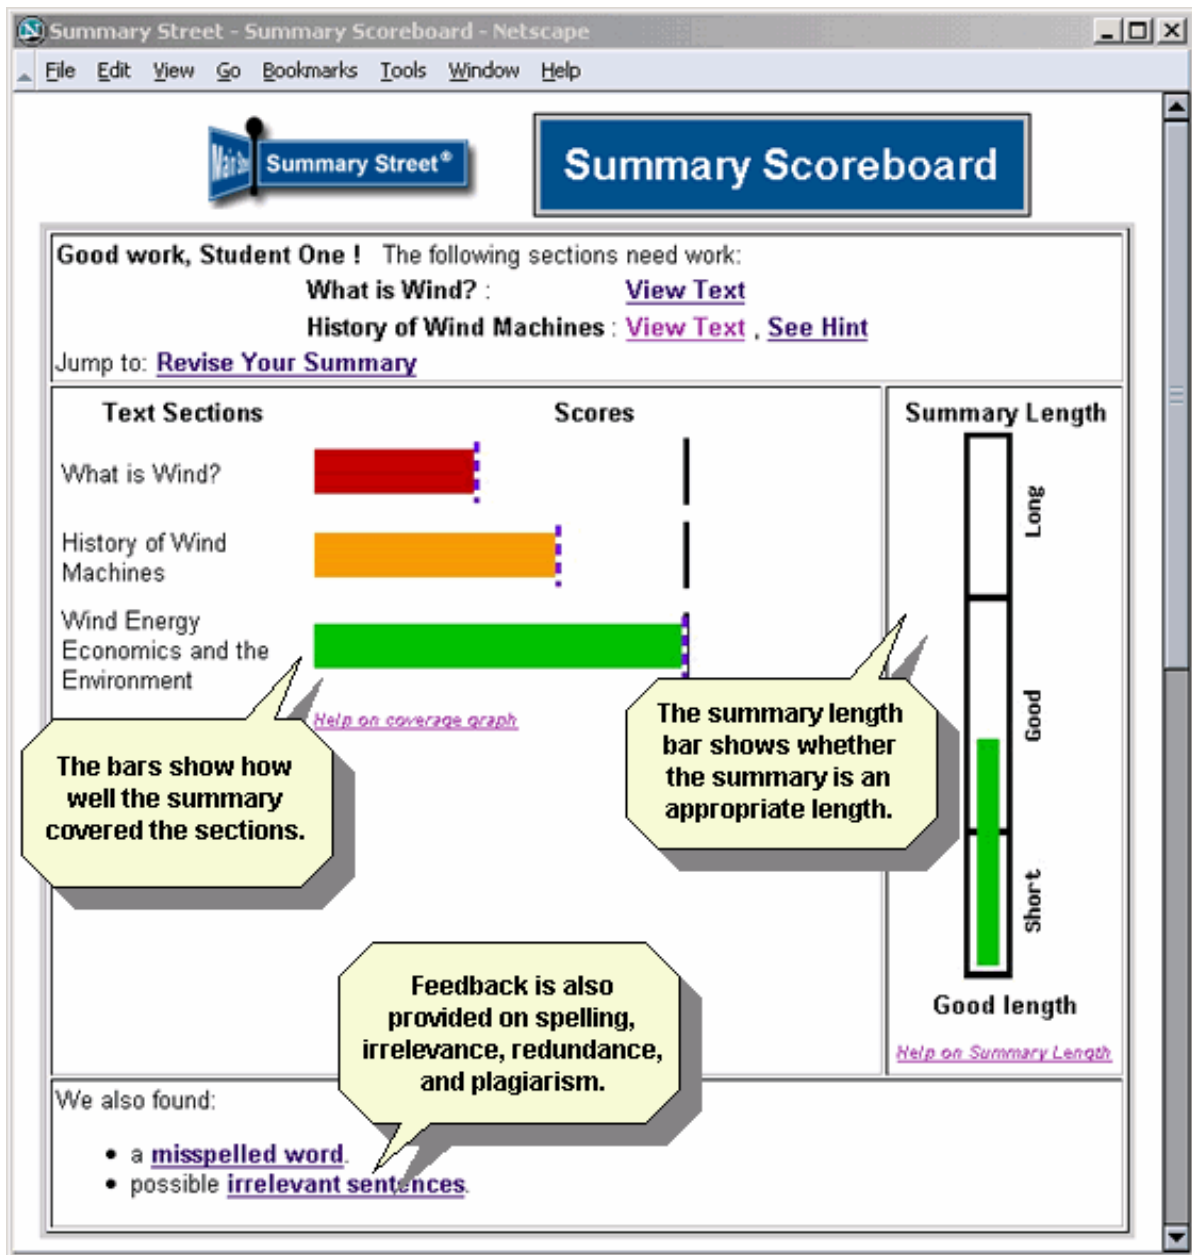 Summary Street - Summary Scoreboard - Netscape
File Edit View Go Bookmarks Tools Window Help
Main Street
Summary Street®
Summary Scoreboard
Good work, Student One ! The following sections need work:
What is Wind? : View Text
History of Wind Machines : View Text , See Hint
Jump to: Revise Your Summary
Text Sections
Scores
What is Wind?
History of Wind
Machines
Wind Energy
Economics and the
Environment
Help on coverage graph
The bars show how
well the summary
covered the sections.
The summary length
bar shows whether
the summary is an
appropriate length.
Summary Length
Long
Good
Short
Good length
Help on Summary Length
Feedback is also
provided on spelling,
irrelevance, redundance,
and plagiarism.
We also found:
• a misspelled word.
• possible irrelevant sentences.